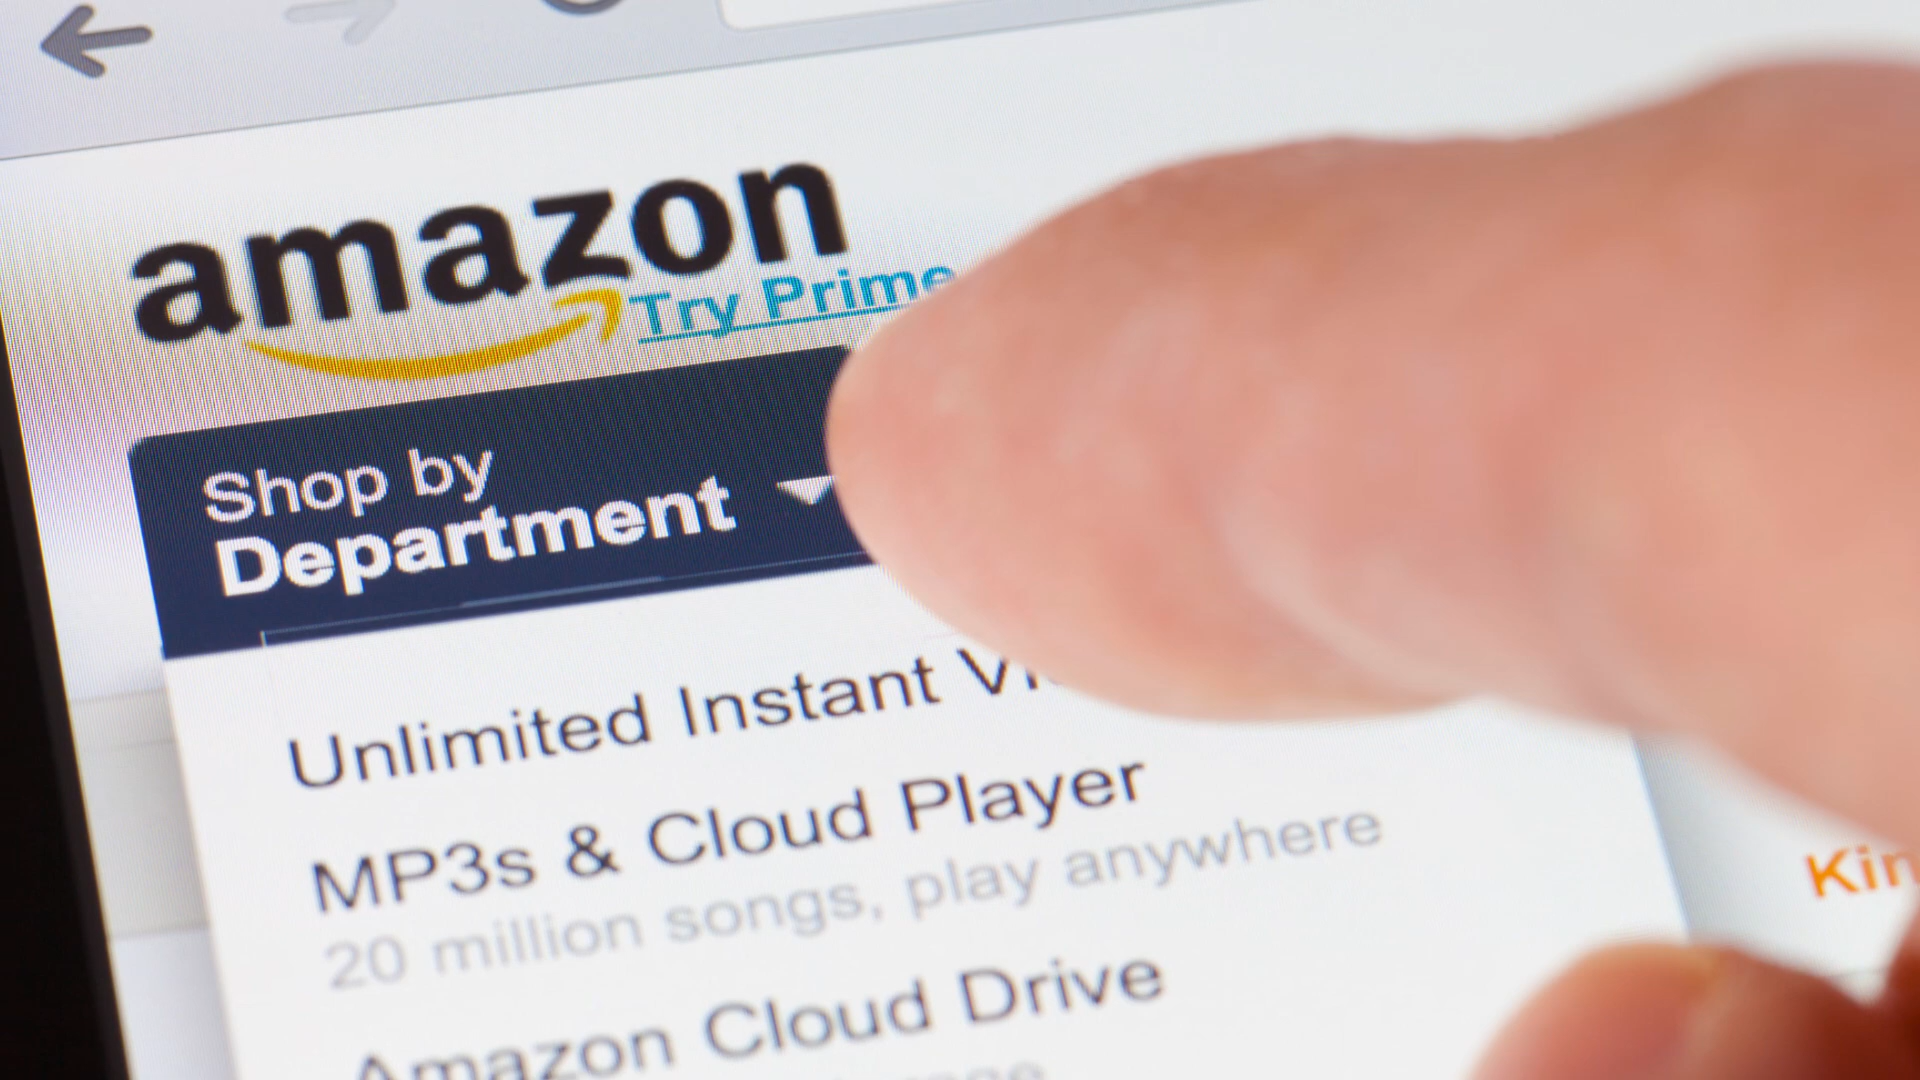 amazon
Try Prime
Shop by
Department
Unlimited Instant
MP3s & Cloud Player
20 million songs, play anywhere
Amazon Cloud Drive